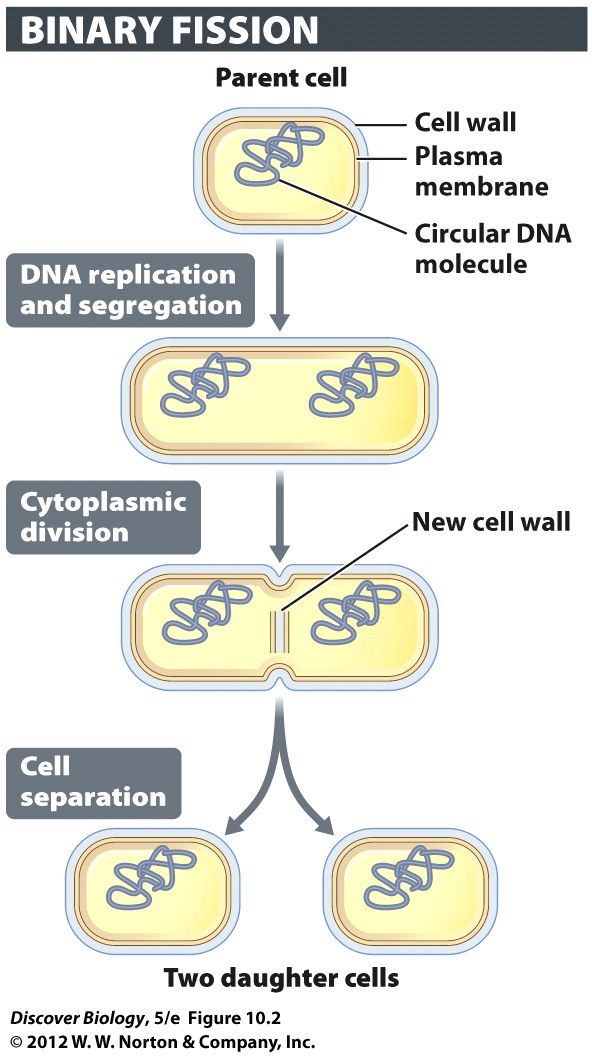 BINARY FISSION
Parent cell
Cell wall
Plasma
membrane
Circular DNA
molecule
DNA replication
and segregation
Cytoplasmic
division
New cell wall
Cell
separation
Two daughter cells
Discover Biology, 5/e Figure 10.2
© 2012 W. W. Norton & Company, Inc.